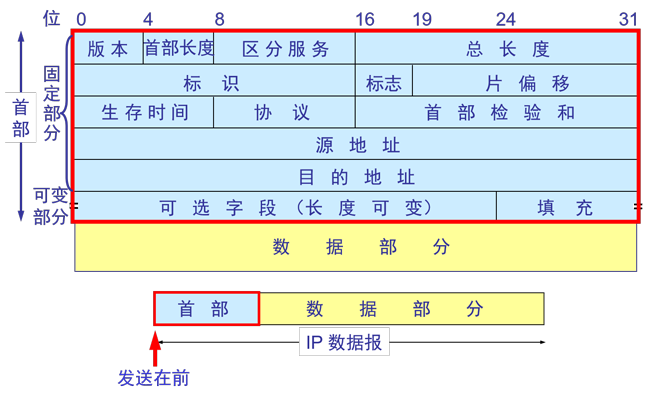 位 0 4 8 16 19 24 31
版本 首部长度 区分服务 总长度
标识 标志 片偏移
生存时间 协议 首部检验和
源地址
目的地址
可选字段（长度可变） 填充
数据部分
首部
固定部分
可变部分
首部 数据部分
IP 数据报
发送在前